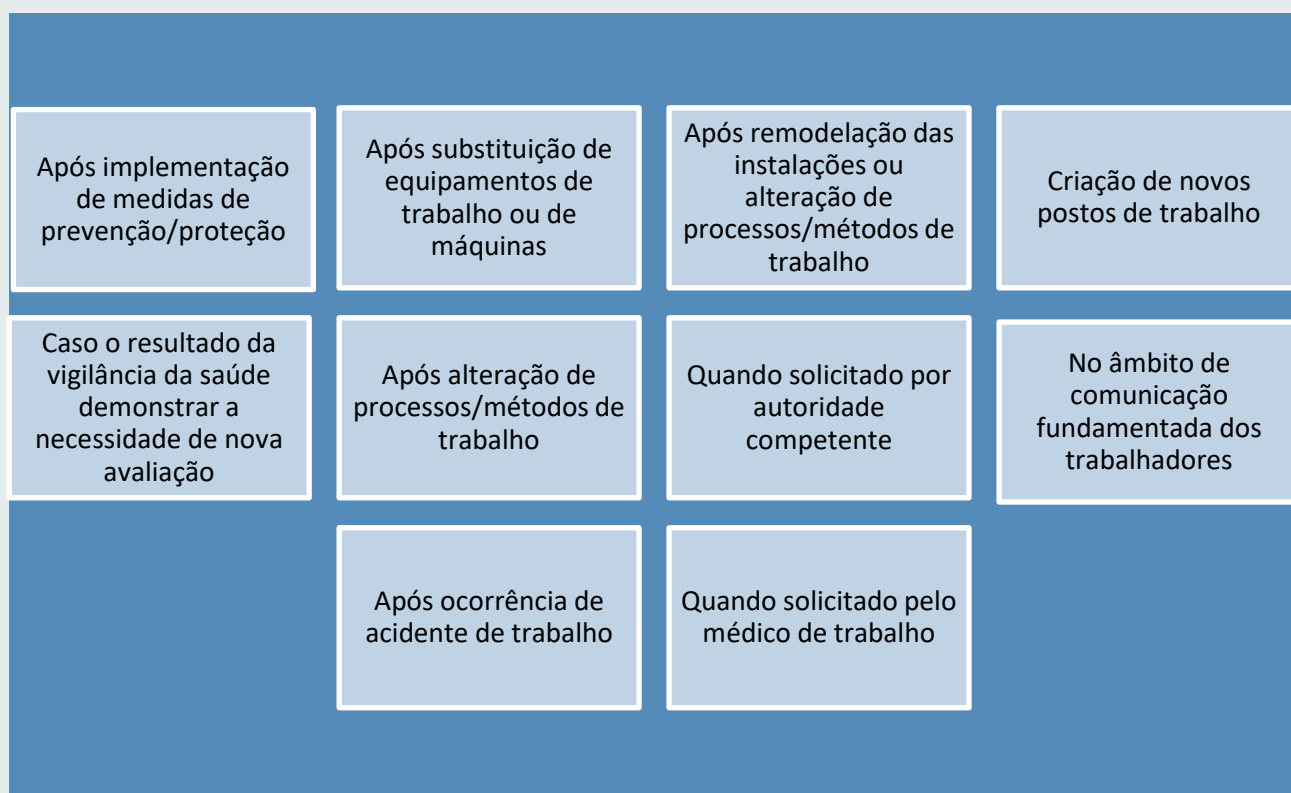 Após implementação
de medidas de
prevenção/proteção
Após substituição de
equipamentos de
trabalho ou de
máquinas
Após remodelação das
instalações ou
alteração de
processos/métodos de
trabalho
Criação de novos
postos de trabalho
Caso o resultado da
vigilância da saúde
demonstrar a
necessidade de nova
avaliação
Após alteração de
processos/métodos de
trabalho
Quando solicitado por
autoridade
competente
No âmbito de
comunicação
fundamentada dos
trabalhadores
Após ocorrência de
acidente de trabalho
Quando solicitado pelo
médico de trabalho